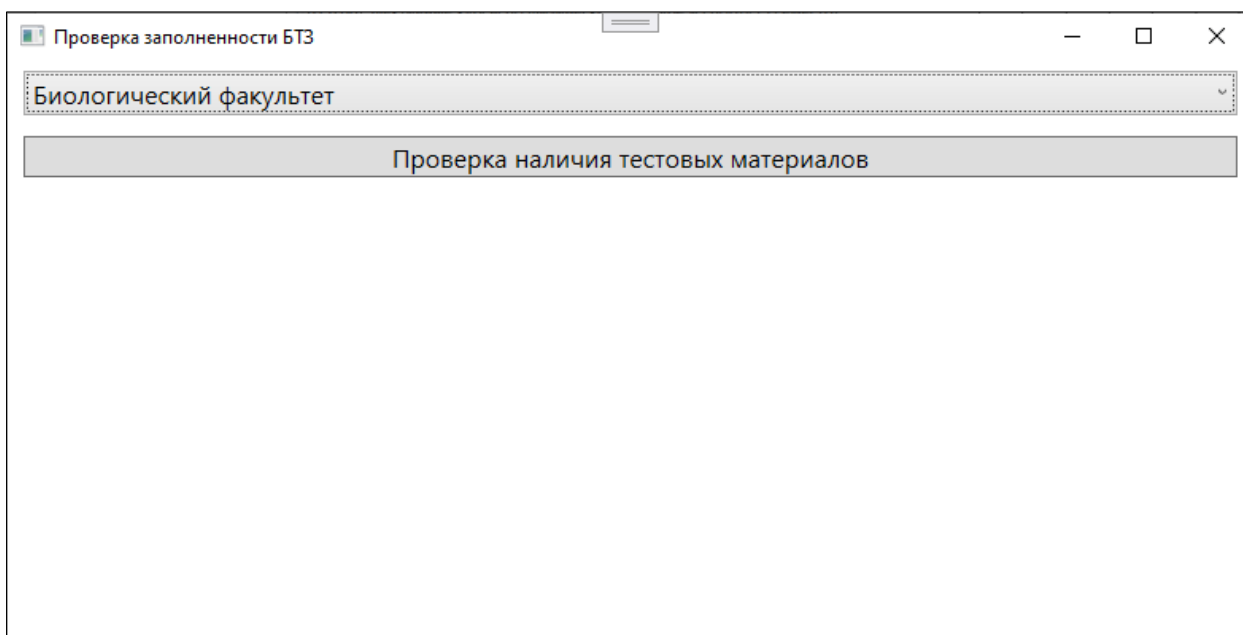 Проверка заполненности БТЗ
Биологический факультет
Проверка наличия тестовых материалов